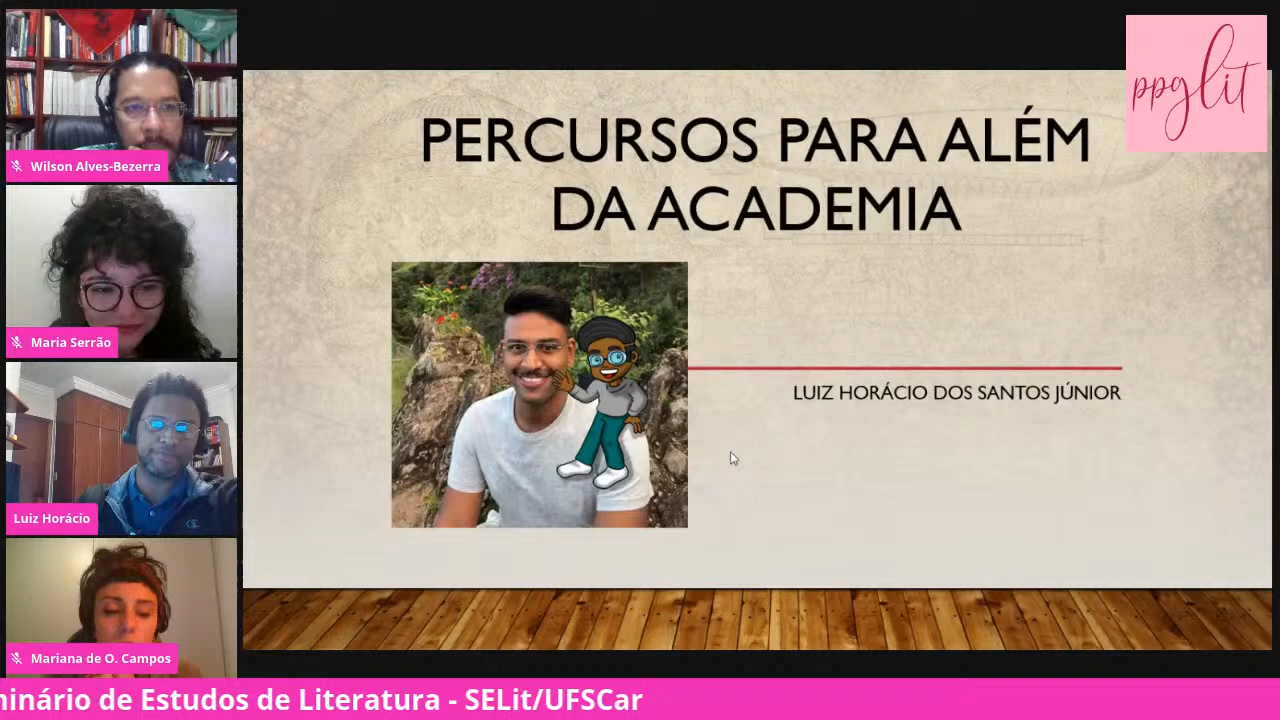 Wilson Alves-Bezerra
Maria Serrão
Luiz Horácio
Mariana de O. Campos
PERCURSOS PARA ALÉM
DA ACADEMIA
LUIZ HORÁCIO DOS SANTOS JÚNIOR
ppglit
ninário de Estudos de Literatura - SELit/UFSCar